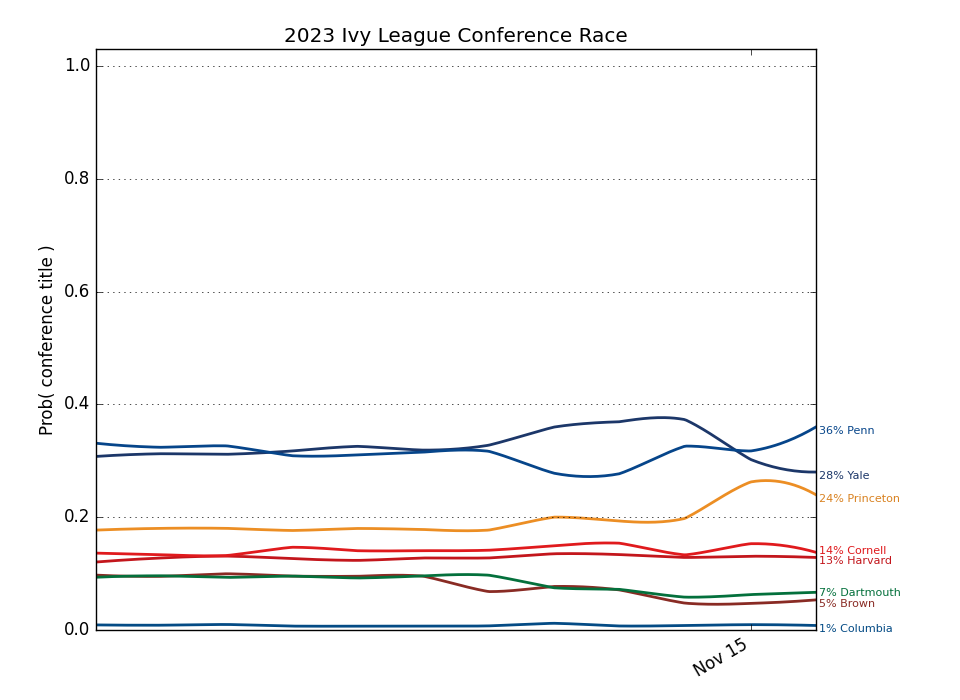 2023 Ivy League Conference Race
1.0
0.8
0.6
0.4
0.2
0.0
Prob( conference title )
36% Penn
28% Yale
24% Princeton
14% Cornell
13% Harvard
7% Dartmouth
5% Brown
1% Columbia
Nov 15